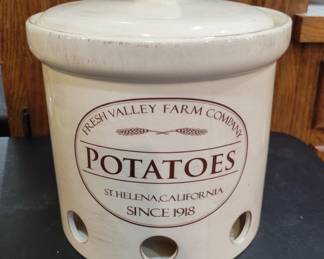 FRESH VALLEY FARM COMPANY
POTATOES
ST. HELENA, CALIFORNIA
SINCE 1918